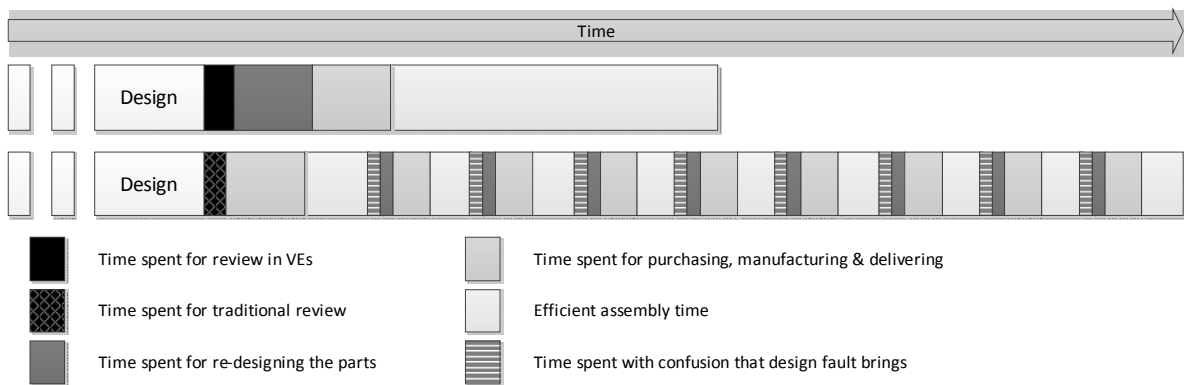 Time
Design
Design
Time spent for review in VEs
Time spent for purchasing, manufacturing & delivering
Time spent for traditional review
Efficient assembly time
Time spent for re-designing the parts
Time spent with confusion that design fault brings